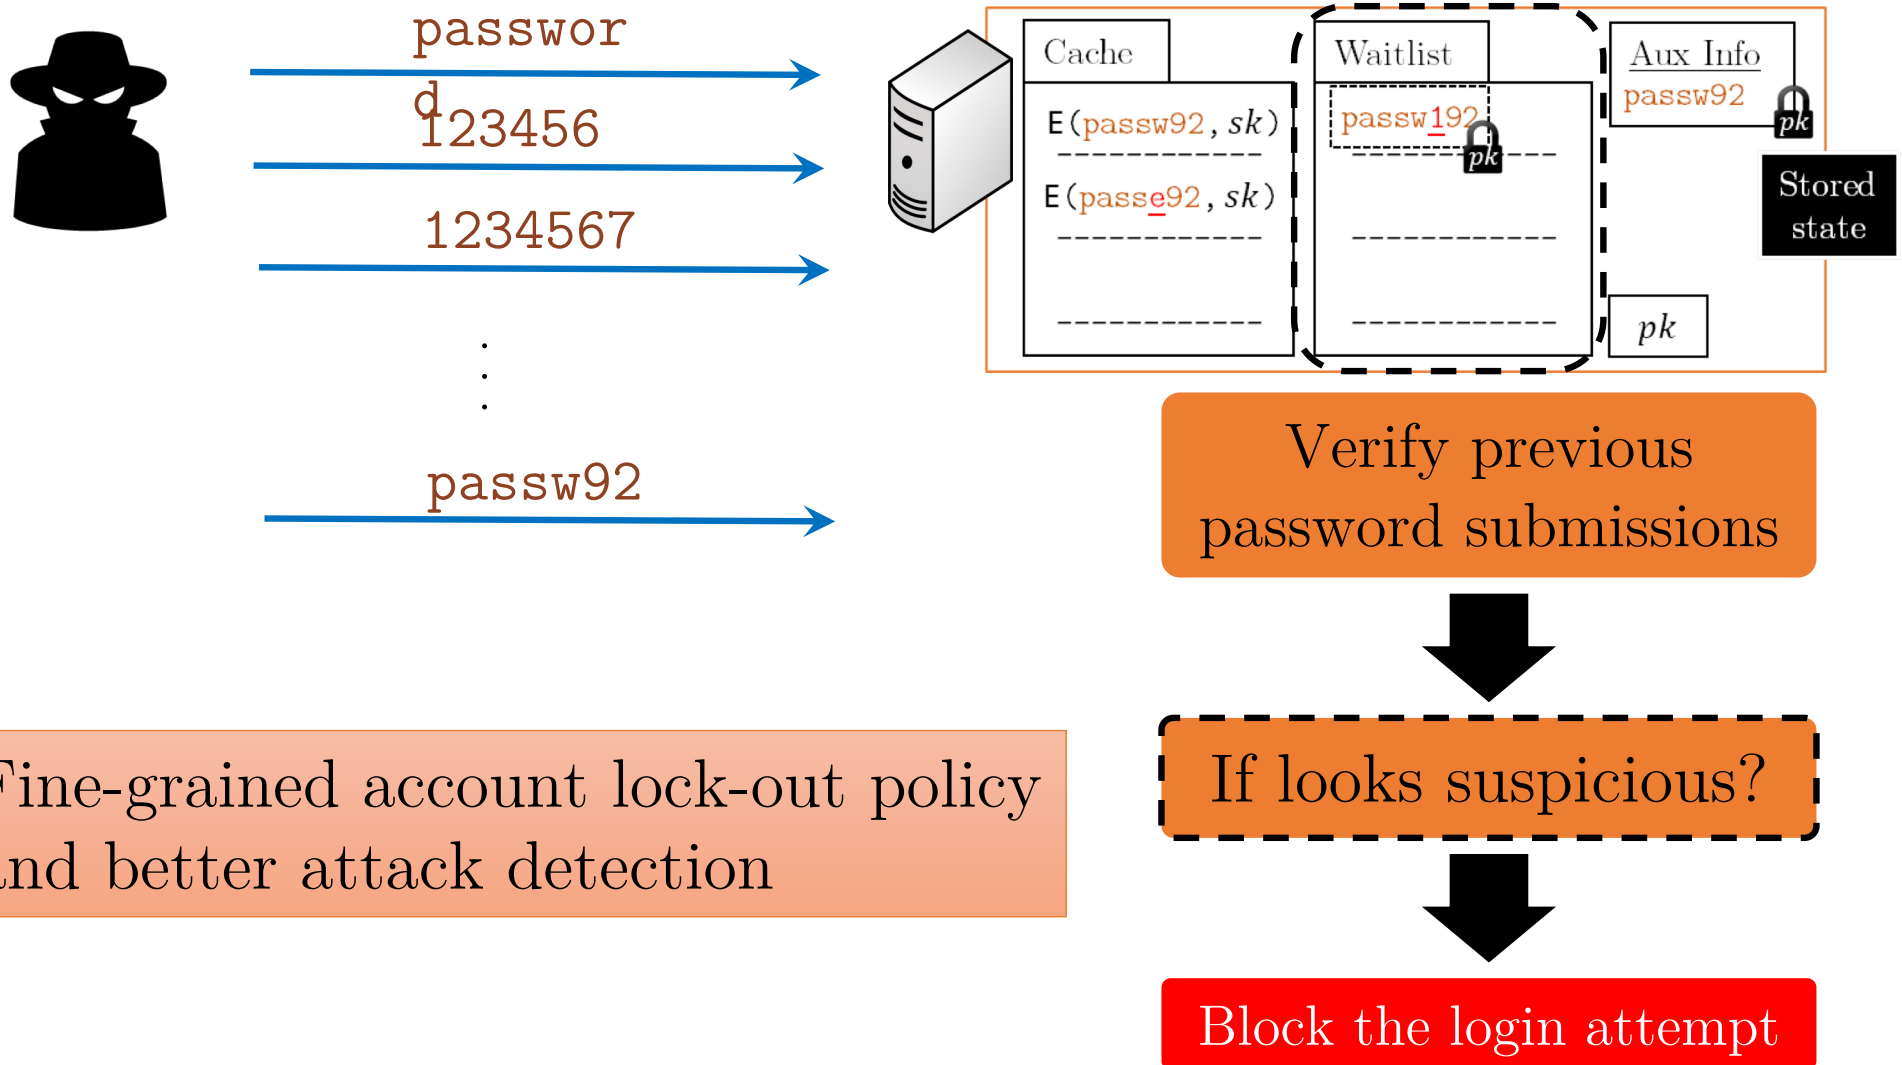 passwor
d
123456
1234567
passw92
Cache
E(passw92, sk)
E(passe92, sk)
Waitlist
passw192
pk
Aux Info
passw92
pk
Stored
state
pk
Verify previous
password submissions
If looks suspicious?
Block the login attempt
Fine-grained account lock-out policy
and better attack detection